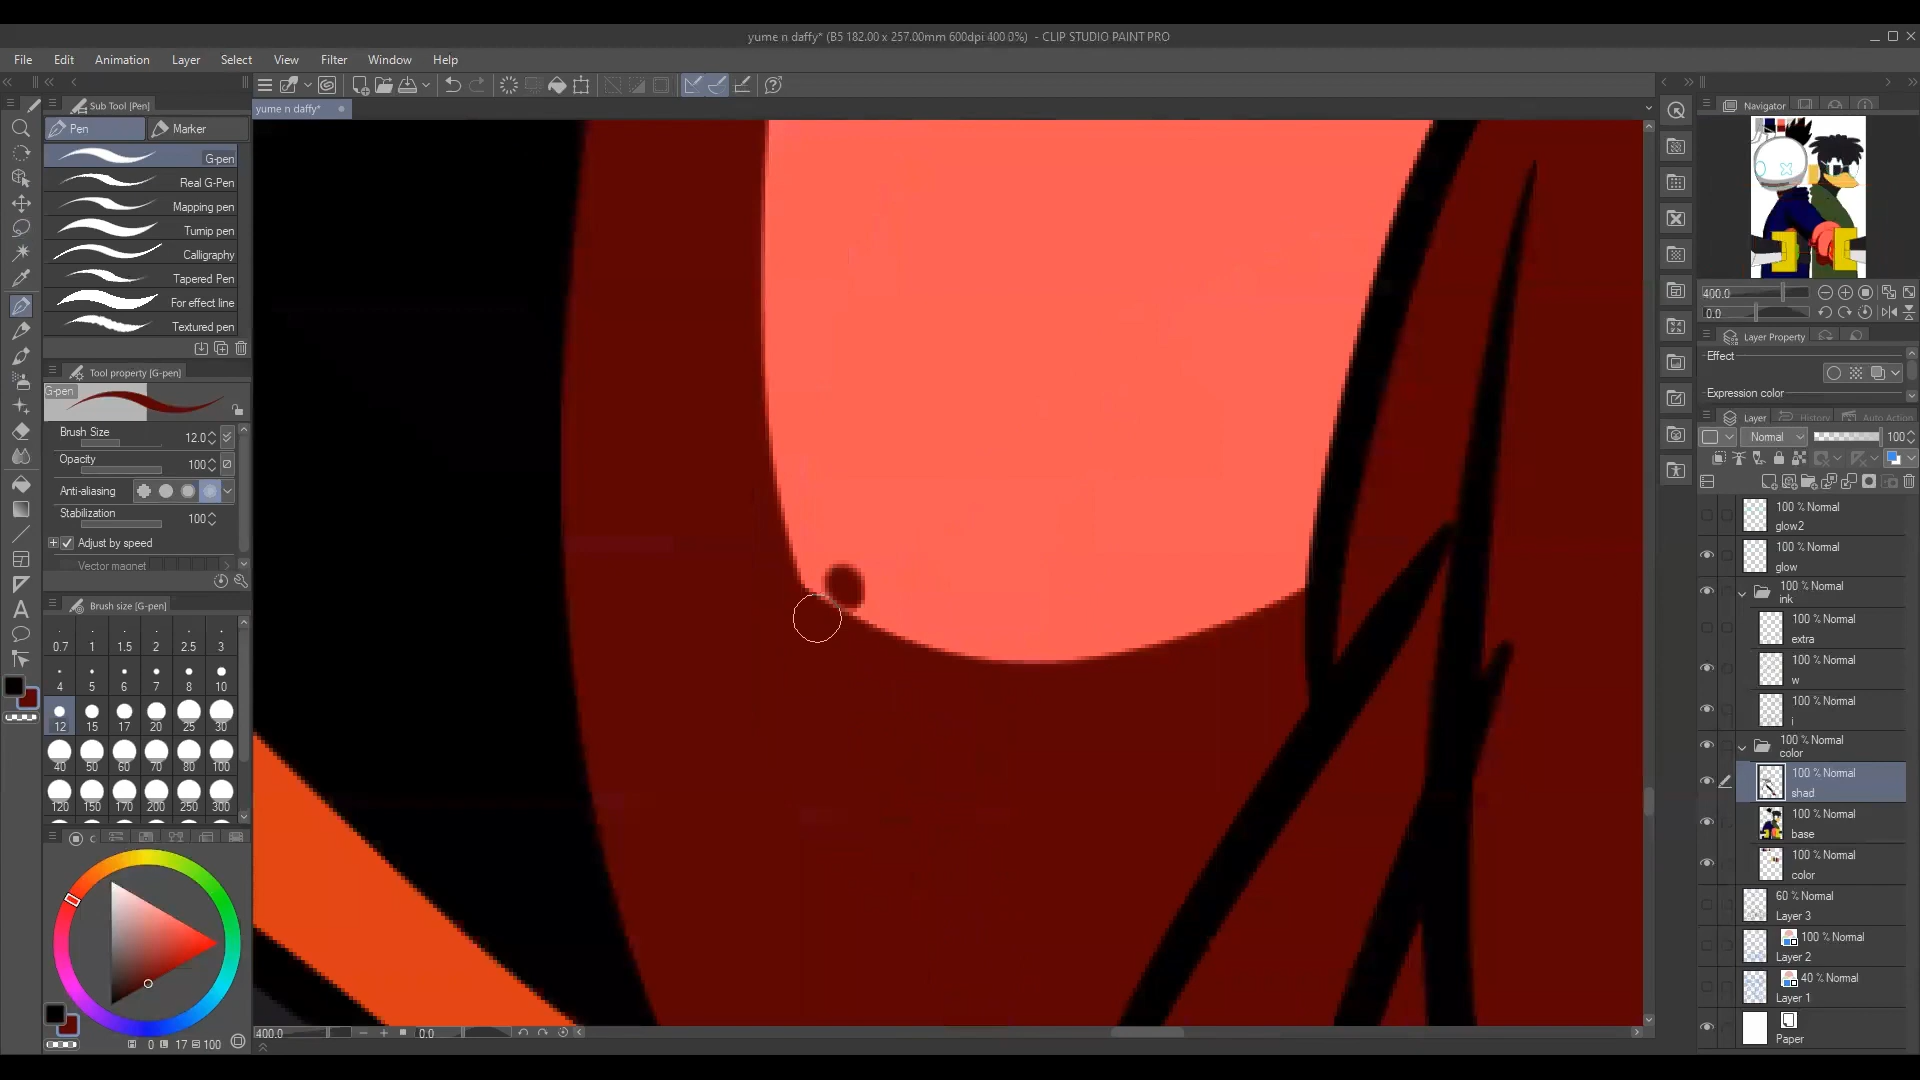 yume n daffy* (B5 182.00 x 257.00mm 600dpi 400.0%) - CLIP STUDIO PAINT PRO
File Edit Animation Layer Select View Filter Window Help
Sub Tool [Pen]
yume n daffy*
Navigator
Pen Marker
G-pen
Real G-Pen
Mapping pen
Turnip pen
Calligraphy
Tapered Pen
For effect line
Textured pen
400.0
0.0
Layer Property
Effect
Expression color
Tool property [G-pen]
G-pen
Brush Size 12.0
Opacity 100
Anti-aliasing
Stabilization 100
Adjust by speed
Vector magnet
Brush size [G-pen]
0.7 1 1.5 2 2.5 3
4 5 6 7 8 10
12 15 17 20 25 30
40 50 60 70 80 100
120 150 170 200 250 300
0 L 17 100
400.0 0.0
Layer History Auto Action
Normal 100
100 % Normal
glow2
100 % Normal
glow
100 % Normal
ink
100 % Normal
extra
100 % Normal
w
100 % Normal
i
100 % Normal
color
100 % Normal
shad
100 % Normal
base
100 % Normal
color
60 % Normal
Layer 3
100 % Normal
Layer 2
40 % Normal
Layer 1
Paper